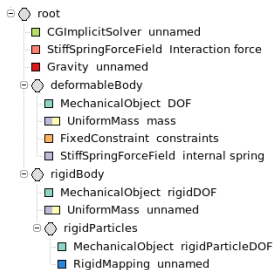 root
CGImplicitSolver unnamed
StiffSpringForceField Interaction force
Gravity unnamed
deformableBody
MechanicalObject DOF
UniformMass mass
FixedConstraint constraints
StiffSpringForceField internal spring
rigidBody
MechanicalObject rigidDOF
UniformMass unnamed
rigidParticles
MechanicalObject rigidParticleDOF
RigidMapping unnamed